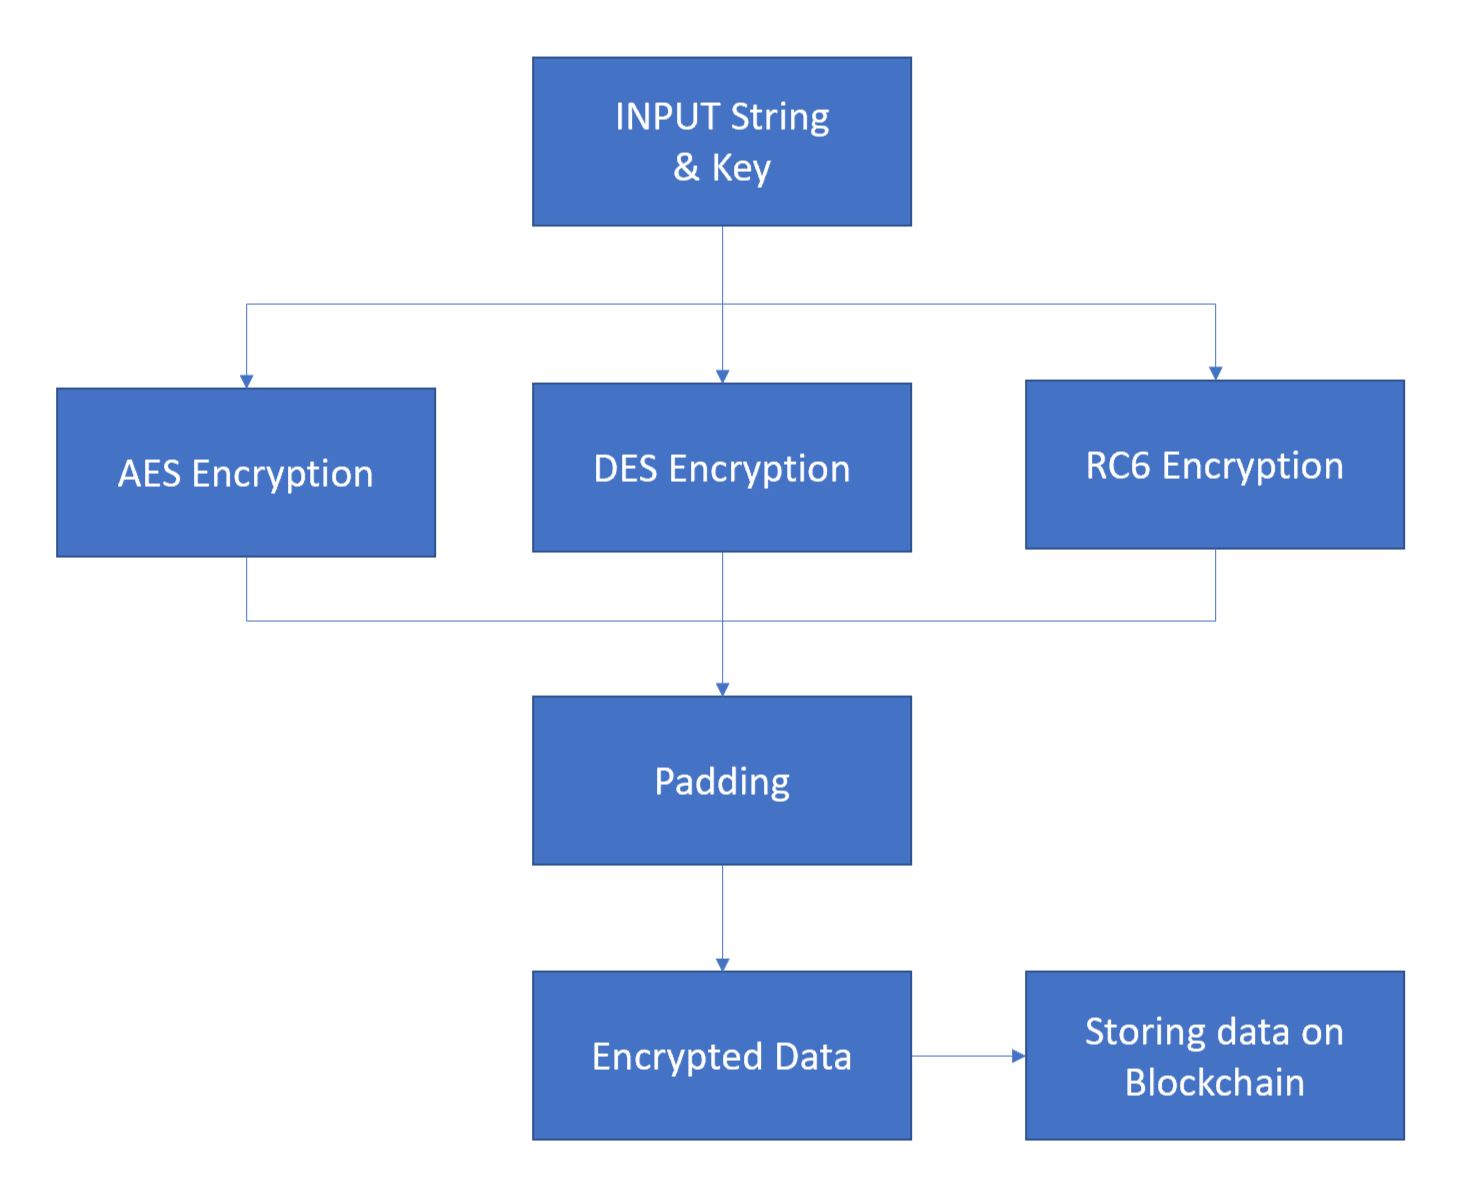 INPUT String
& Key
AES Encryption
DES Encryption
RC6 Encryption
Padding
Encrypted Data
Storing data on
Blockchain